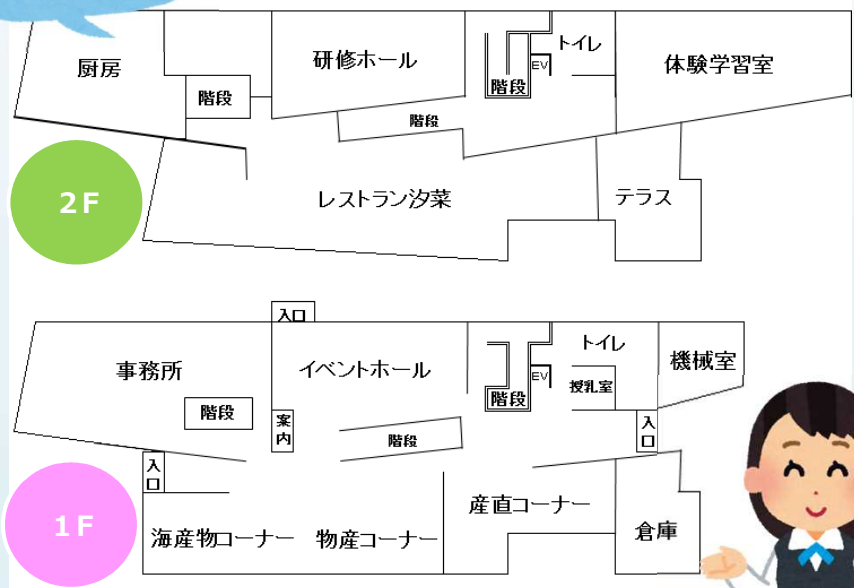 厨房
研修ホール
トイレ
EV
階段
体験学習室
階段
階段
2F
レストラン汐菜
テラス
入口
事務所
イベントホール
トイレ
機械室
EV
授乳室
階段
階段
案内
階段
入口
入口
産直コーナー
1F
海産物コーナー
物産コーナー
倉庫